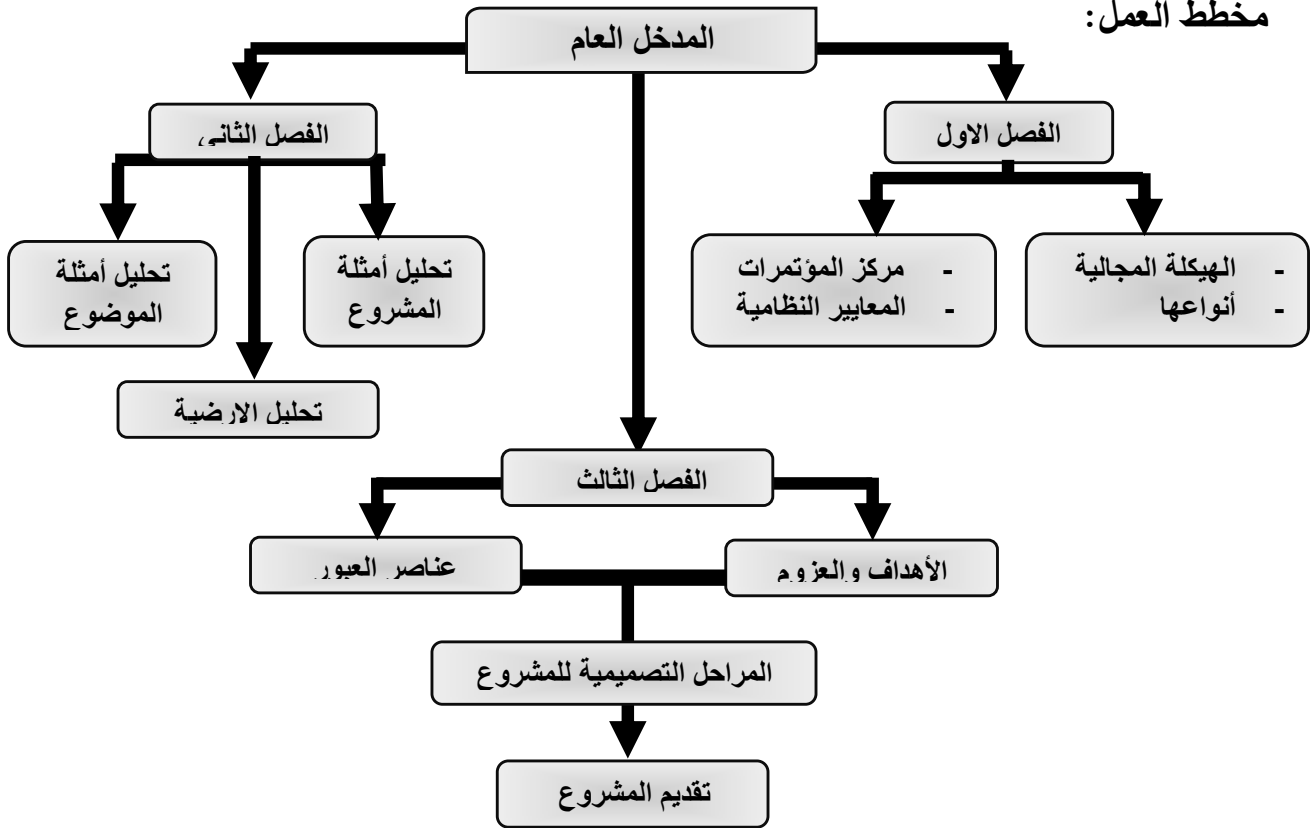 مخطط العمل:
المدخل العام
الفصل الاول
الفصل الثاني
- الهيكلة المجالية
- أنواعها
- مركز المؤتمرات
- المعايير النظامية
تحليل أمثلة
المشروع
تحليل أمثلة
الموضوع
تحليل الارضية
الفصل الثالث
الأهداف والعزوم
عناصر العبور
المراحل التصميمية للمشروع
تقديم المشروع